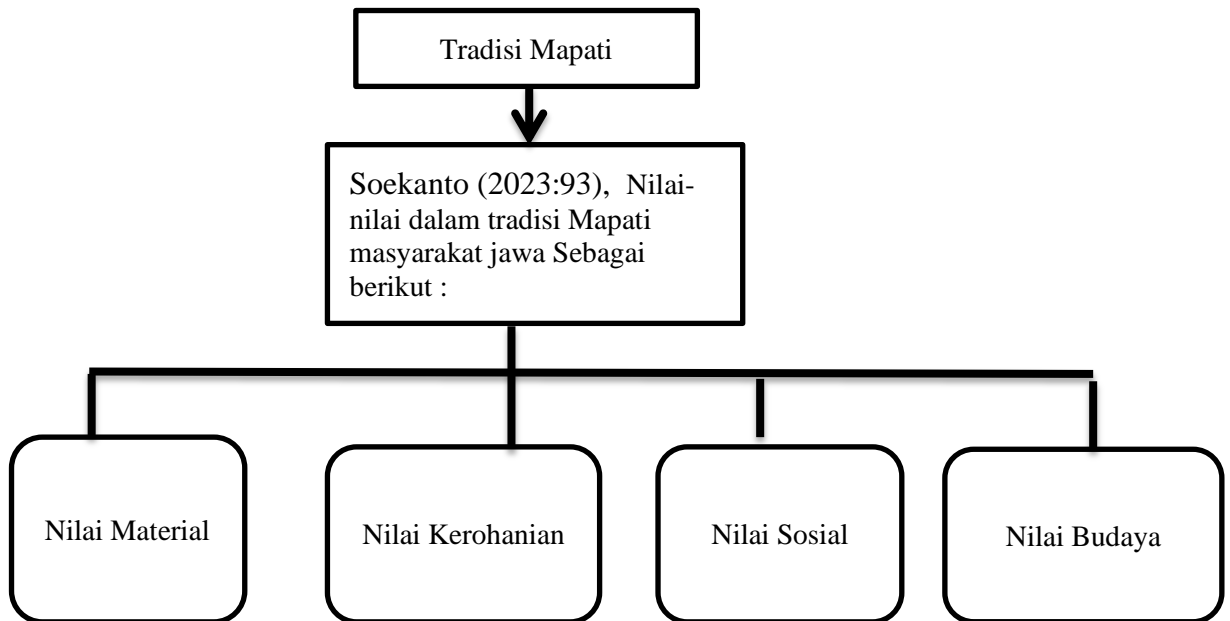 Tradisi Mapati
Soekanto (2023:93), Nilai-
nilai dalam tradisi Mapati
masyarakat jawa Sebagai
berikut :
Nilai Material
Nilai Kerohanian
Nilai Sosial
Nilai Budaya